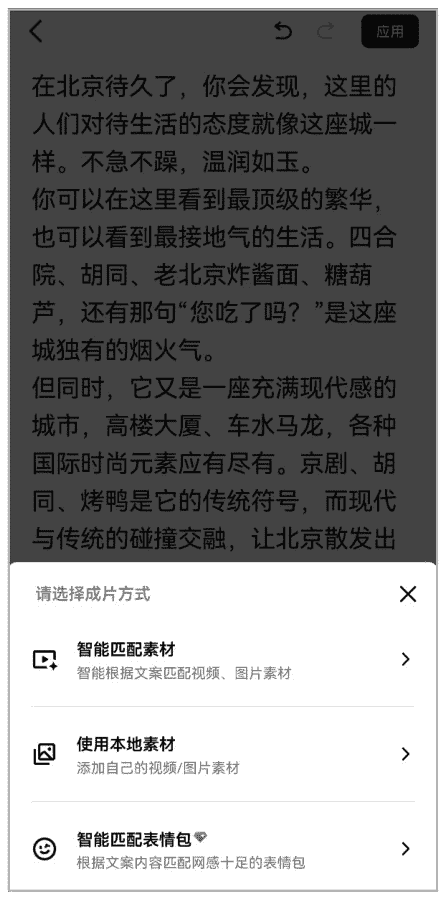 应用
在北京待久了，你会发现，这里的
人们对待生活的态度就像这座城一
样。不急不躁，温润如玉。
你可以在这里看到最顶级的繁华，
也可以看到最接地气的生活。四合
院、胡同、老北京炸酱面、糖葫
芦，还有那句“您吃了吗？”是这座
城独有的烟火气。
但同时，它又是一座充满现代感的
城市，高楼大厦、车水马龙，各种
国际时尚元素应有尽有。京剧、胡
同、烤鸭是它的传统符号，而现代
与传统的碰撞交融，让北京散发出
请选择成片方式
智能匹配素材
智能根据文案匹配视频、图片素材
使用本地素材
添加自己的视频/图片素材
智能匹配表情包
根据文案内容匹配网感十足的表情包